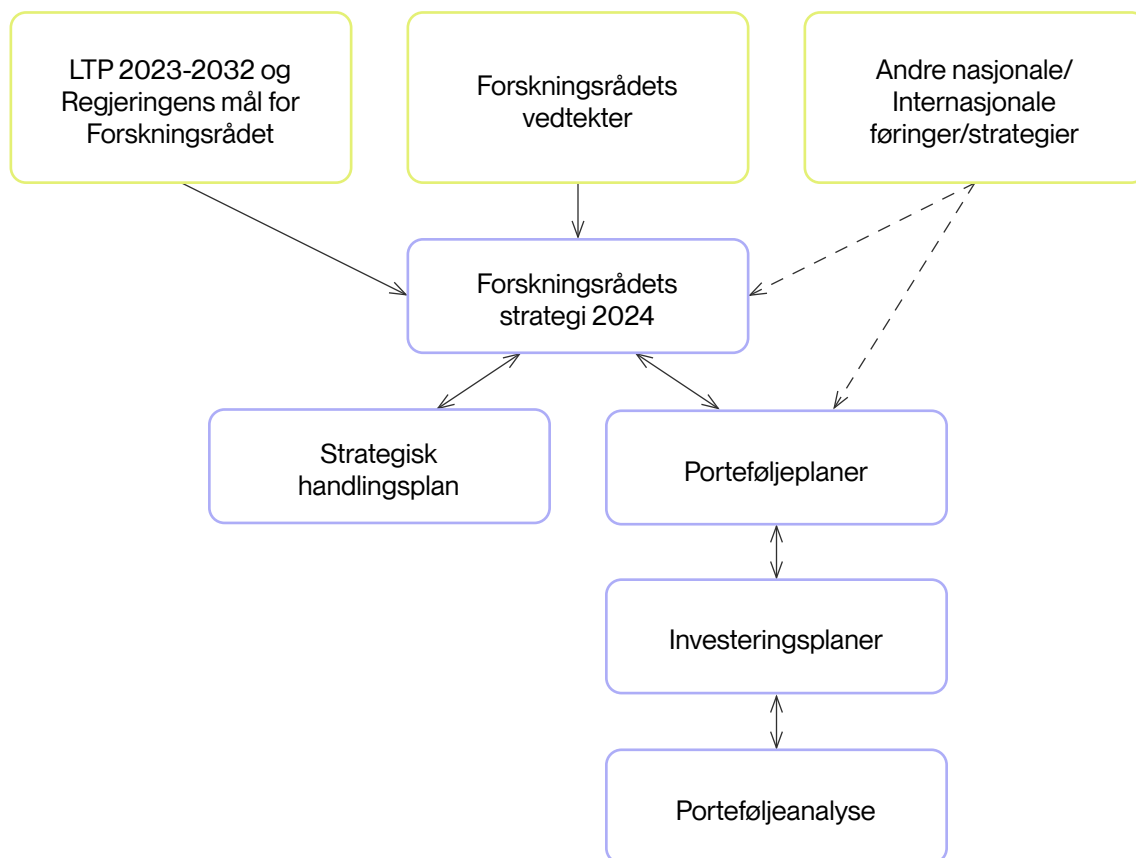 LTP 2023-2032 og
Regjeringens mål for
Forskningsrådet
Forskningsrådets
vedtekter
Andre nasjonale/
Internasjonale
føringer/strategier
Forskningsrådets
strategi 2024
Strategisk
handlingsplan
Porteføljeplaner
Investeringsplaner
Porteføljeanalyse